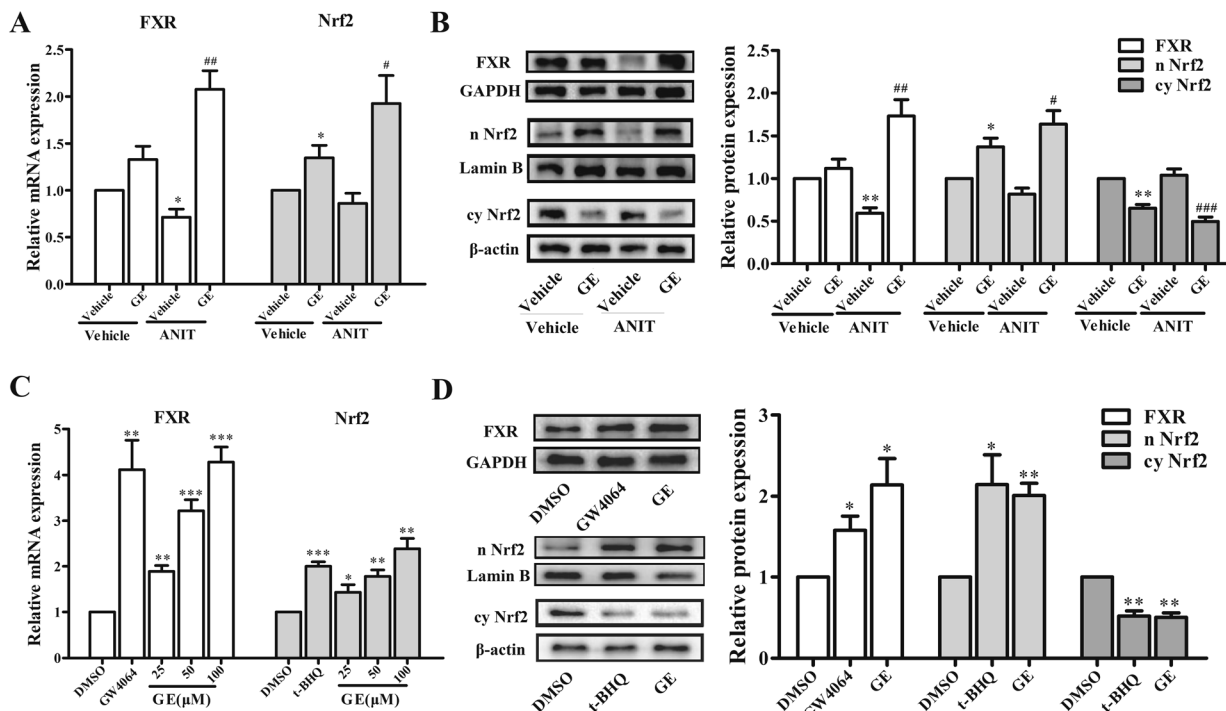 A
FXR
Nrf2
Relative mRNA expression
2.5
2.0
1.5
1.0
0.5
0.0
##
*
*
#
Vehicle
GE
Vehicle
GE
Vehicle
GE
Vehicle
GE
Vehicle
ANIT
Vehicle
ANIT
B
FXR
GAPDH
n Nrf2
Lamin B
cy Nrf2
β-actin
Vehicle
GE
Vehicle
GE
Vehicle
ANIT
Relative protein expession
2.5
2.0
1.5
1.0
0.5
0.0
FXR
n Nrf2
cy Nrf2
**
##
*
#
**
###
Vehicle
GE
Vehicle
GE
Vehicle
GE
Vehicle
GE
Vehicle
GE
Vehicle
GE
Vehicle
ANIT
Vehicle
ANIT
Vehicle
ANIT
C
FXR
Nrf2
Relative mRNA expression
5
4
2
1
0
**
**
***
***
***
*
**
**
DMSO
GW4064
25
50
100
DMSO
t-BHQ
25
50
100
GE(μM)
GE(μM)
D
FXR
GAPDH
DMSO
GW4064
GE
n Nrf2
Lamin B
cy Nrf2
β-actin
DMSO
t-BHQ
GE
Relative protein expession
3
2
1
0
FXR
n Nrf2
cy Nrf2
*
*
*
**
**
**
DMSO
GW4064
GE
DMSO
t-BHQ
GE
DMSO
t-BHQ
GE